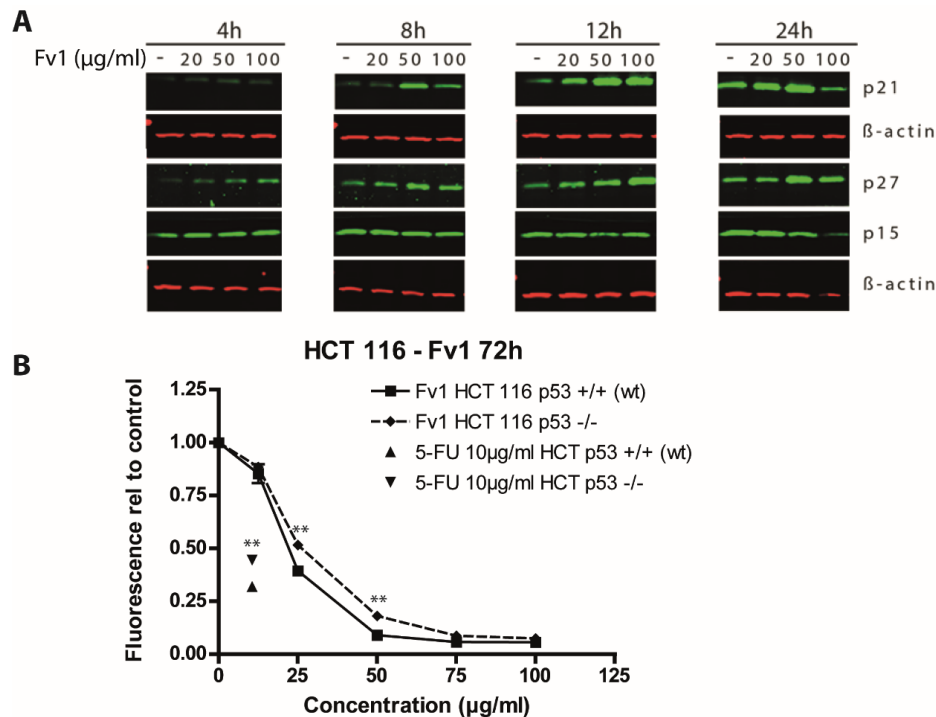 A
4h 8h 12h 24h
Fv1 (µg/ml) - 20 50 100 - 20 50 100 - 20 50 100 - 20 50 100
p21
ß-actin
p27
p15
ß-actin
HCT 116 - Fv1 72h
B
Fluorescence rel to control
1.25
1.00
0.75
0.50
0.25
0.00
Fv1 HCT 116 p53 +/+ (wt)
Fv1 HCT 116 p53 -/-
5-FU 10µg/ml HCT p53 +/+ (wt)
5-FU 10µg/ml HCT p53 -/-
**
**
**
0 25 50 75 100 125
Concentration (µg/ml)